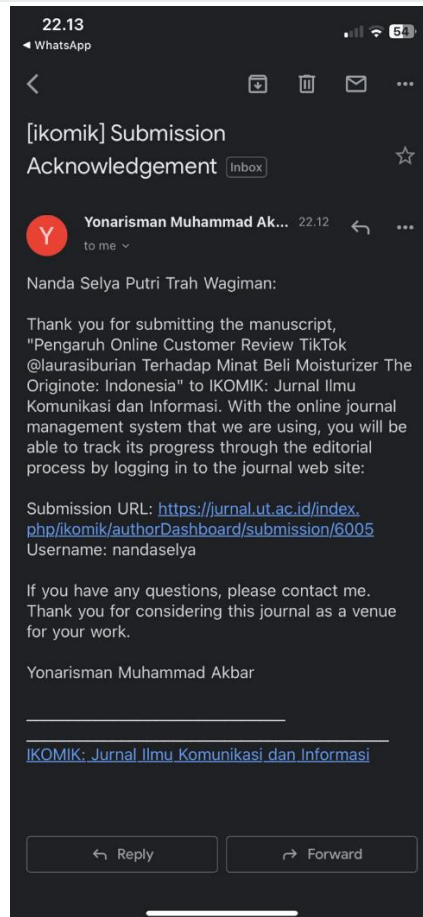 22.13
54
◄ WhatsApp
[ikomik] Submission
Acknowledgement Inbox
Y
Yonarisman Muhammad Ak... 22.12
to me
Nanda Selya Putri Trah Wagiman:
Thank you for submitting the manuscript,
"Pengaruh Online Customer Review TikTok
@laurasiburian Terhadap Minat Beli Moisturizer The
Originote: Indonesia" to IKOMIK: Jurnal Ilmu
Komunikasi dan Informasi. With the online journal
management system that we are using, you will be
able to track its progress through the editorial
process by logging in to the journal web site:
Submission URL: https://jurnal.ut.ac.id/index.
php/ikomik/authorDashboard/submission/6005
Username: nandaselya
If you have any questions, please contact me.
Thank you for considering this journal as a venue
for your work.
Yonarisman Muhammad Akbar
IKOMIK: Jurnal Ilmu Komunikasi dan Informasi
Reply
Forward